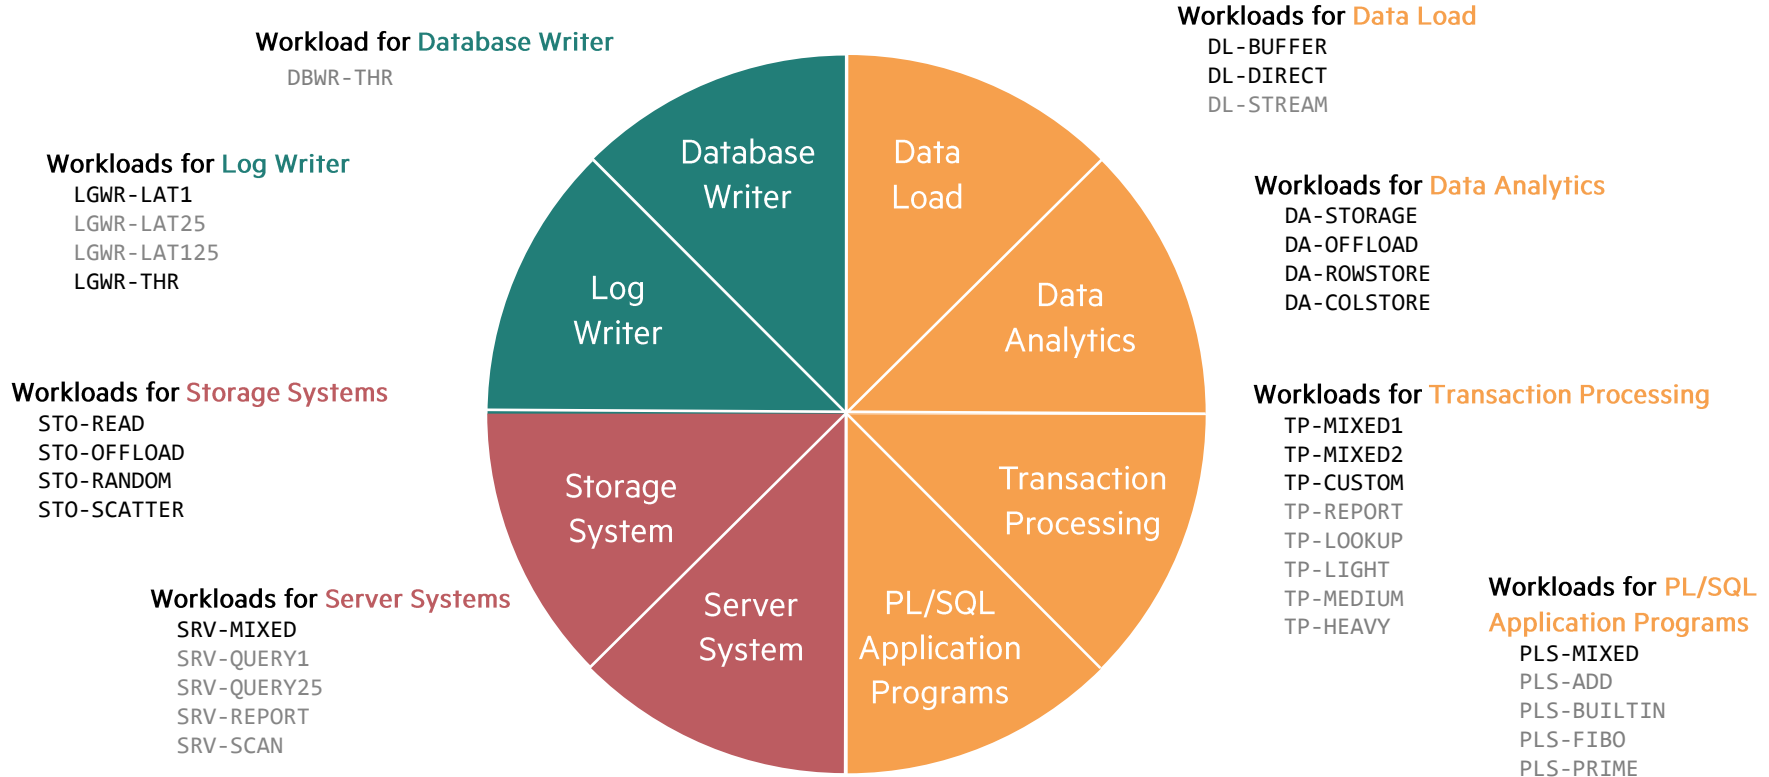 Workload for Database Writer
DBWR-THR
Workloads for Log Writer
LGWR-LAT1
LGWR-LAT25
LGWR-LAT125
LGWR-THR
Workloads for Storage Systems
STO-READ
STO-OFFLOAD
STO-RANDOM
STO-SCATTER
Workloads for Server Systems
SRV-MIXED
SRV-QUERY1
SRV-QUERY25
SRV-REPORT
SRV-SCAN
Database
Writer
Data
Load
Log
Writer
Data
Analytics
Storage
System
Transaction
Processing
Server
System
PL/SQL
Application
Programs
Workloads for Data Load
DL-BUFFER
DL-DIRECT
DL-STREAM
Workloads for Data Analytics
DA-STORAGE
DA-OFFLOAD
DA-ROWSTORE
DA-COLSTORE
Workloads for Transaction Processing
TP-MIXED1
TP-MIXED2
TP-CUSTOM
TP-REPORT
TP-LOOKUP
TP-LIGHT
TP-MEDIUM
TP-HEAVY
Workloads for PL/SQL
Application Programs
PLS-MIXED
PLS-ADD
PLS-BUILTIN
PLS-FIBO
PLS-PRIME